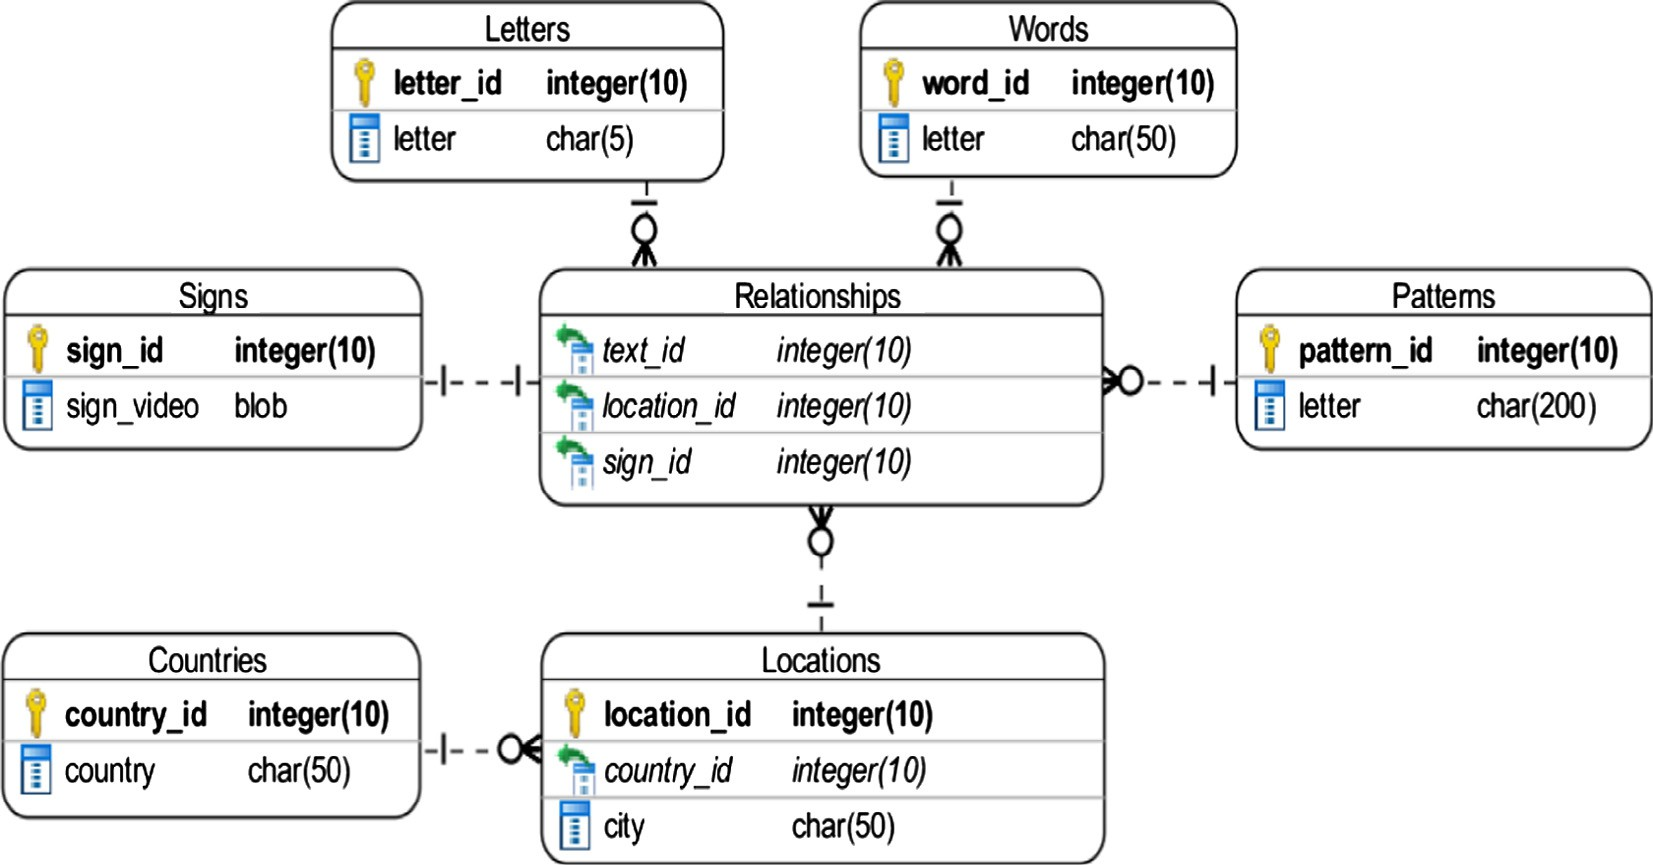 Letters
letter_id integer(10)
letter char(5)
Words
word_id integer(10)
letter char(50)
Signs
sign_id integer(10)
sign_video blob
Relationships
text_id integer(10)
location_id integer(10)
sign_id integer(10)
Patterns
pattern_id integer(10)
letter char(200)
Countries
country_id integer(10)
country char(50)
Locations
location_id integer(10)
country_id integer(10)
city char(50)